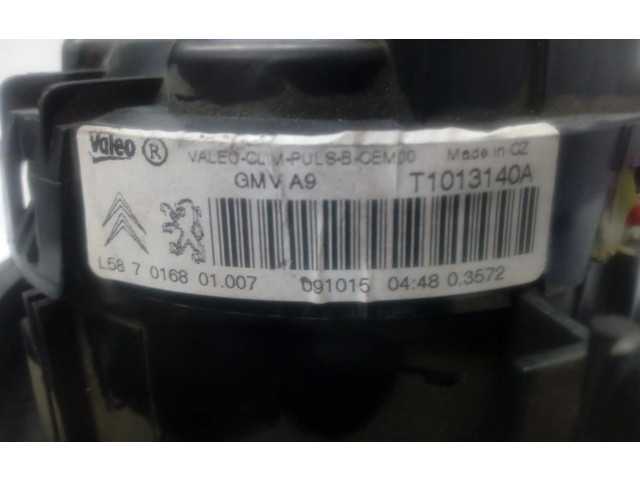 Valeo ® VALEO-CLIM-PULS-B-CEM00 Made in CZ
GMV A9 T1013140A
L58 7 0168 01.007 091015 04:48 0.3572